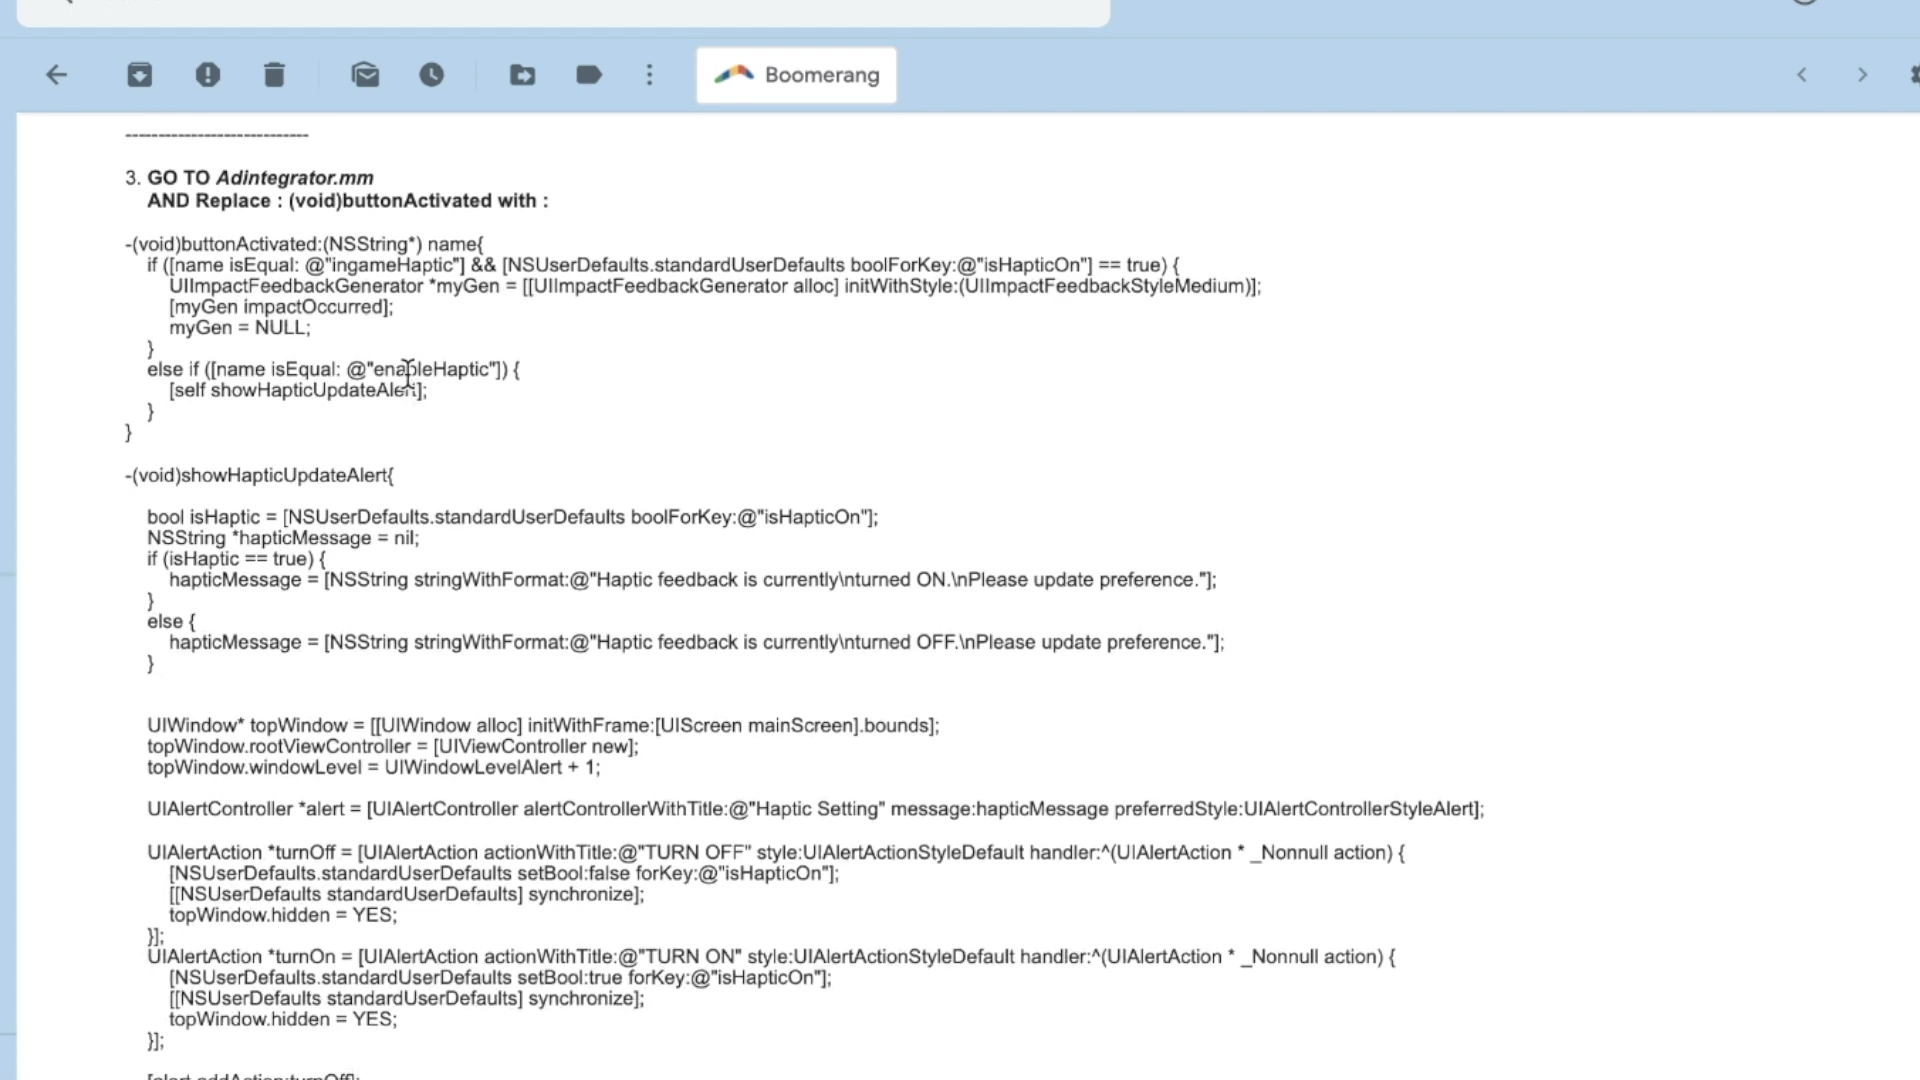 Boomerang
----------------------------
3. GO TO Adintegrator.mm
AND Replace : (void)buttonActivated with :
-(void)buttonActivated:(NSString*) name{
if ([name isEqual: @"ingameHaptic"] && [NSUserDefaults.standardUserDefaults boolForKey:@"isHapticOn"] == true) {
UIImpactFeedbackGenerator *myGen = [[UIImpactFeedbackGenerator alloc] initWithStyle:(UIImpactFeedbackStyleMedium)];
[myGen impactOccurred];
myGen = NULL;
}
else if ([name isEqual: @"enableHaptic"]) {
[self showHapticUpdateAlert];
}
}
-(void)showHapticUpdateAlert{
bool isHaptic = [NSUserDefaults.standardUserDefaults boolForKey:@"isHapticOn"];
NSString *hapticMessage = nil;
if (isHaptic == true) {
hapticMessage = [NSString stringWithFormat:@"Haptic feedback is currently\nturned ON.\nPlease update preference."];
}
else {
hapticMessage = [NSString stringWithFormat:@"Haptic feedback is currently\nturned OFF.\nPlease update preference."];
}
UIWindow* topWindow = [[UIWindow alloc] initWithFrame:[UIScreen mainScreen].bounds];
topWindow.rootViewController = [UIViewController new];
topWindow.windowLevel = UIWindowLevelAlert + 1;
UIAlertController *alert = [UIAlertController alertControllerWithTitle:@"Haptic Setting" message:hapticMessage preferredStyle:UIAlertControllerStyleAlert];
UIAlertAction *turnOff = [UIAlertAction actionWithTitle:@"TURN OFF" style:UIAlertActionStyleDefault handler:^(UIAlertAction * _Nonnull action) {
[NSUserDefaults.standardUserDefaults setBool:false forKey:@"isHapticOn"];
[[NSUserDefaults standardUserDefaults] synchronize];
topWindow.hidden = YES;
}];
UIAlertAction *turnOn = [UIAlertAction actionWithTitle:@"TURN ON" style:UIAlertActionStyleDefault handler:^(UIAlertAction * _Nonnull action) {
[NSUserDefaults.standardUserDefaults setBool:true forKey:@"isHapticOn"];
[[NSUserDefaults standardUserDefaults] synchronize];
topWindow.hidden = YES;
}];
[alert addAction:turnOff];